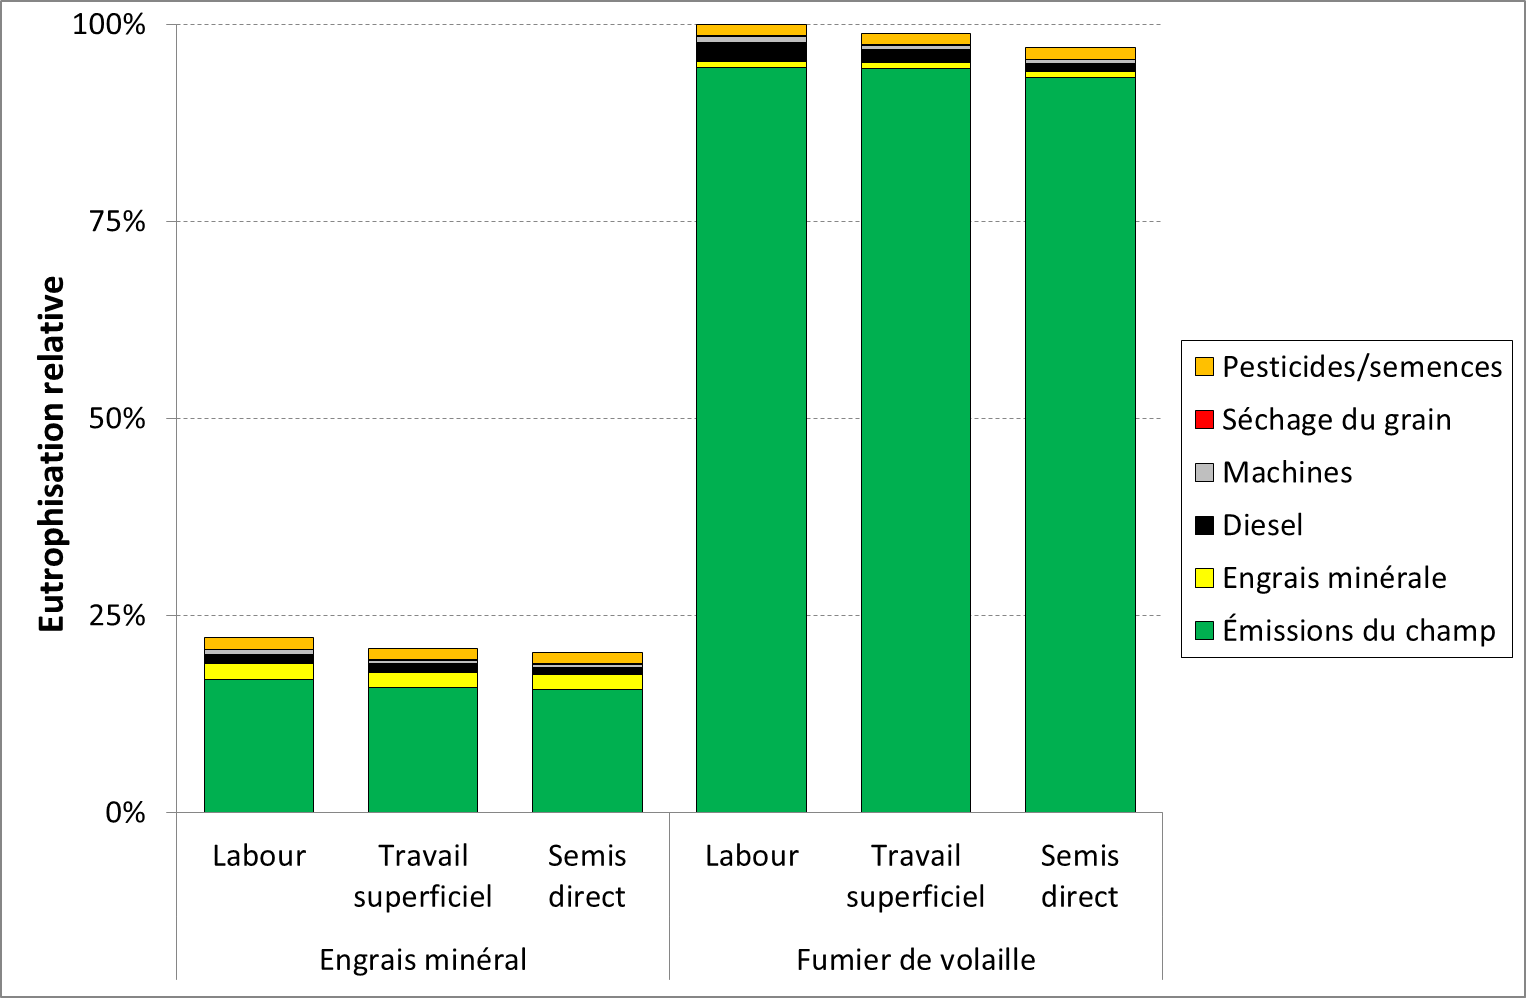 Eutrophisation relative
100%
75%
50%
25%
0%
Labour
Travail
superficiel
Semis
direct
Labour
Travail
superficiel
Semis
direct
Engrais minéral
Fumier de volaille
Pesticides/semences
Séchage du grain
Machines
Diesel
Engrais minérale
Émissions du champ